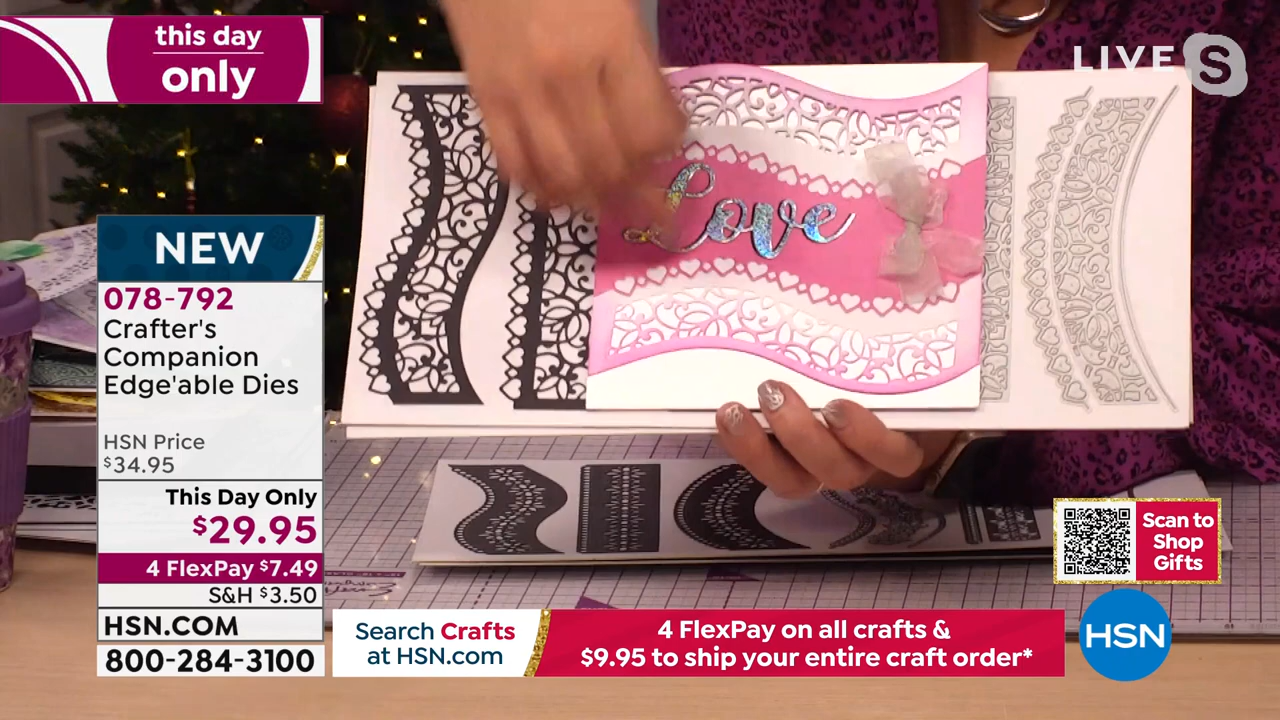 this day
only
LIVE S
Love
NEW
078-792
Crafter's
Companion
Edge'able Dies
HSN Price
$34.95
This Day Only
$29.95
4 FlexPay $7.49
S&H $3.50
HSN.COM
800-284-3100
Scan to
Shop
Gifts
Search Crafts
at HSN.com
4 FlexPay on all crafts &
$9.95 to ship your entire craft order*
HSN